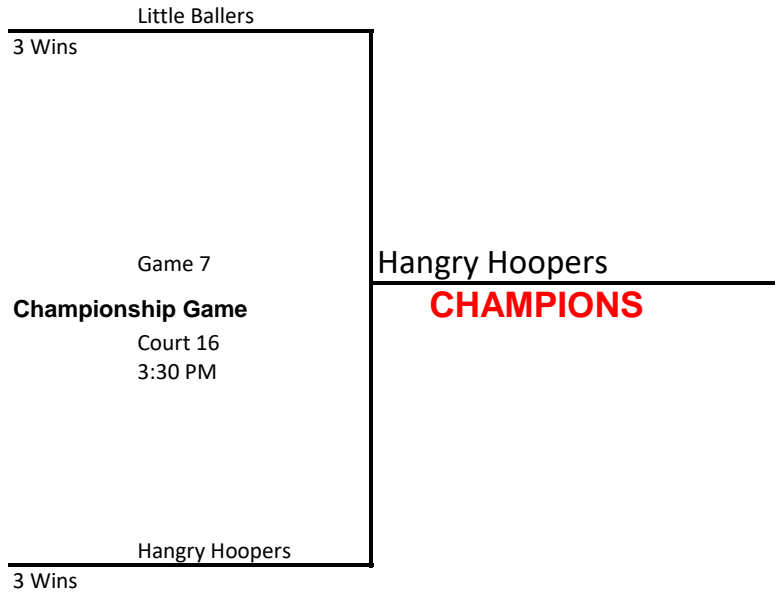 Little Ballers
3 Wins
Game 7
Hangry Hoopers
Championship Game
CHAMPIONS
Court 16
3:30 PM
Hangry Hoopers
3 Wins